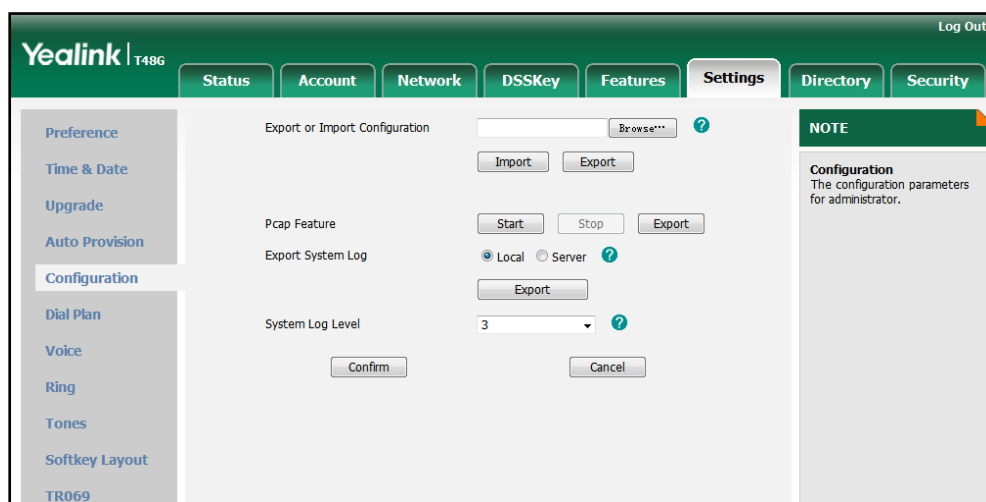 Log Out
Yealink T48G
Status Account Network DSSKey Features Settings Directory Security
Preference
Time & Date
Upgrade
Auto Provision
Configuration
Dial Plan
Voice
Ring
Tones
Softkey Layout
TR069
Export or Import Configuration Browse... ?
Import Export
Pcap Feature Start Stop Export
Export System Log Local Server ?
Export
System Log Level 3 ?
Confirm Cancel
NOTE
Configuration
The configuration parameters
for administrator.